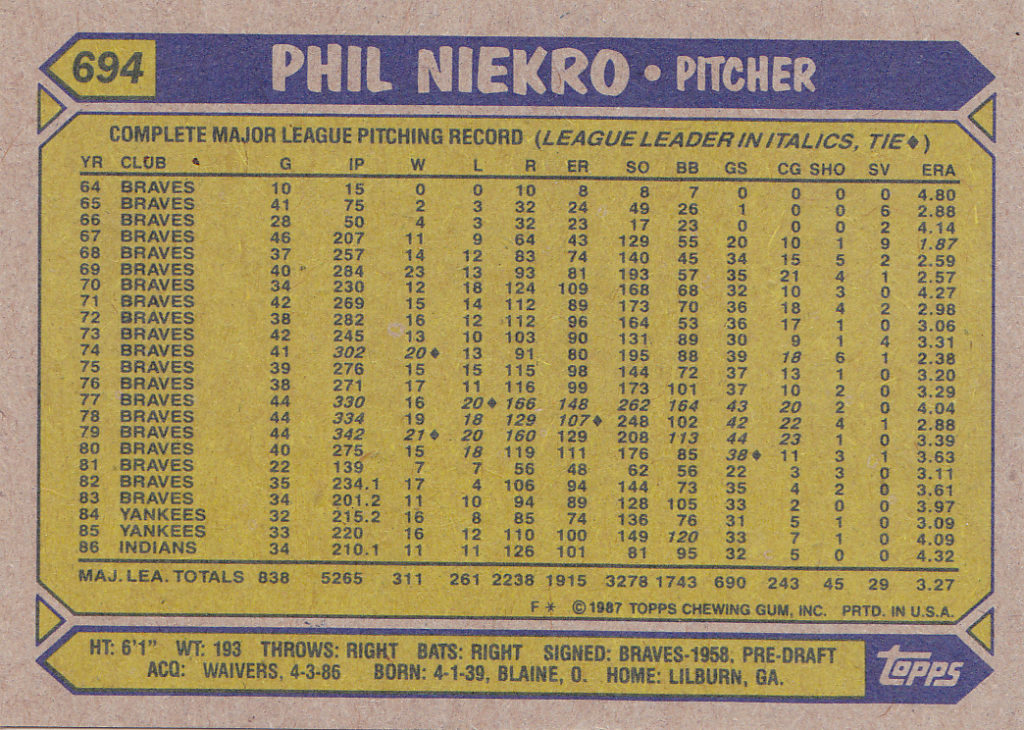 694 PHIL NIEKRO • PITCHER
COMPLETE MAJOR LEAGUE PITCHING RECORD (LEAGUE LEADER IN ITALICS, TIE♦)
YR CLUB G IP W L R ER SO BB GS CG SHO SV ERA
64 BRAVES 10 15 0 0 10 8 8 7 0 0 0 0 4.80
65 BRAVES 41 75 2 3 32 24 49 26 1 0 0 6 2.88
66 BRAVES 28 50 4 3 32 23 17 23 0 0 0 2 4.14
67 BRAVES 46 207 11 9 64 43 129 55 20 10 1 9 1.87
68 BRAVES 37 257 14 12 83 74 140 45 34 15 5 2 2.59
69 BRAVES 40 284 23 13 93 81 193 57 35 21 4 1 2.57
70 BRAVES 34 230 12 18 124 109 168 68 32 10 3 0 4.27
71 BRAVES 42 269 15 14 112 89 173 70 36 18 4 2 2.98
72 BRAVES 38 282 16 12 112 96 164 53 36 17 1 0 3.06
73 BRAVES 42 245 13 10 103 90 131 89 30 9 1 4 3.31
74 BRAVES 41 302 20♦ 13 91 80 195 88 39 18 6 1 2.38
75 BRAVES 39 276 15 15 115 98 144 72 37 13 1 0 3.20
76 BRAVES 38 271 17 11 116 99 173 101 37 10 2 0 3.29
77 BRAVES 44 330 16 20♦ 166 148 262 164 43 20 2 0 4.04
78 BRAVES 44 334 19 18 129 107♦ 248 102 42 22 4 1 2.88
79 BRAVES 44 342 21♦ 20 160 129 208 113 44 23 1 0 3.39
80 BRAVES 40 275 15 18 119 111 176 85 38♦ 11 3 1 3.63
81 BRAVES 22 139 7 7 56 48 62 56 22 3 3 0 3.11
82 BRAVES 35 234.1 17 4 106 94 144 73 35 4 2 0 3.61
83 BRAVES 34 201.2 11 10 94 89 128 105 33 2 0 0 3.97
84 YANKEES 32 215.2 16 8 85 74 136 76 31 5 1 0 3.09
85 YANKEES 33 220 16 12 110 100 149 120 33 7 1 0 4.09
86 INDIANS 34 210.1 11 11 126 101 81 95 32 5 0 0 4.32
MAJ. LEA. TOTALS 838 5265 311 261 2238 1915 3278 1743 690 243 45 29 3.27
F * © 1987 TOPPS CHEWING GUM, INC. PRTD. IN U.S.A.
HT: 6'1" WT: 193 THROWS: RIGHT BATS: RIGHT SIGNED: BRAVES-1958, PRE-DRAFT
ACQ: WAIVERS, 4-3-86 BORN: 4-1-39, BLAINE, O. HOME: LILBURN, GA.
topps